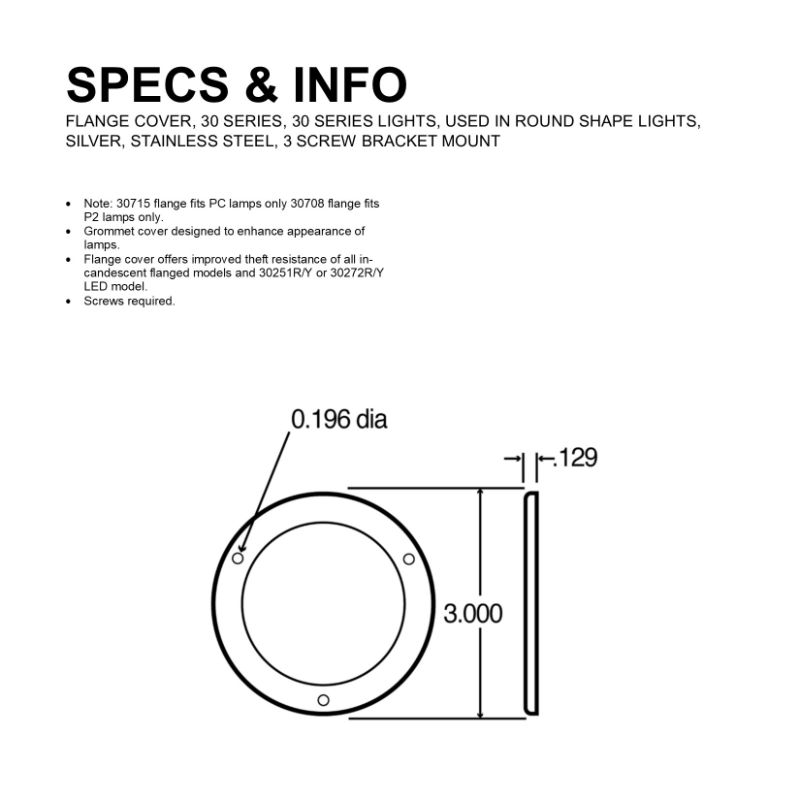 SPECS & INFO
FLANGE COVER, 30 SERIES, 30 SERIES LIGHTS, USED IN ROUND SHAPE LIGHTS,
SILVER, STAINLESS STEEL, 3 SCREW BRACKET MOUNT
• Note: 30715 flange fits PC lamps only 30708 flange fits
P2 lamps only.
• Grommet cover designed to enhance appearance of
lamps.
• Flange cover offers improved theft resistance of all in-
candescent flanged models and 30251R/Y or 30272R/Y
LED model.
• Screws required.
0.196 dia
.129
3.000